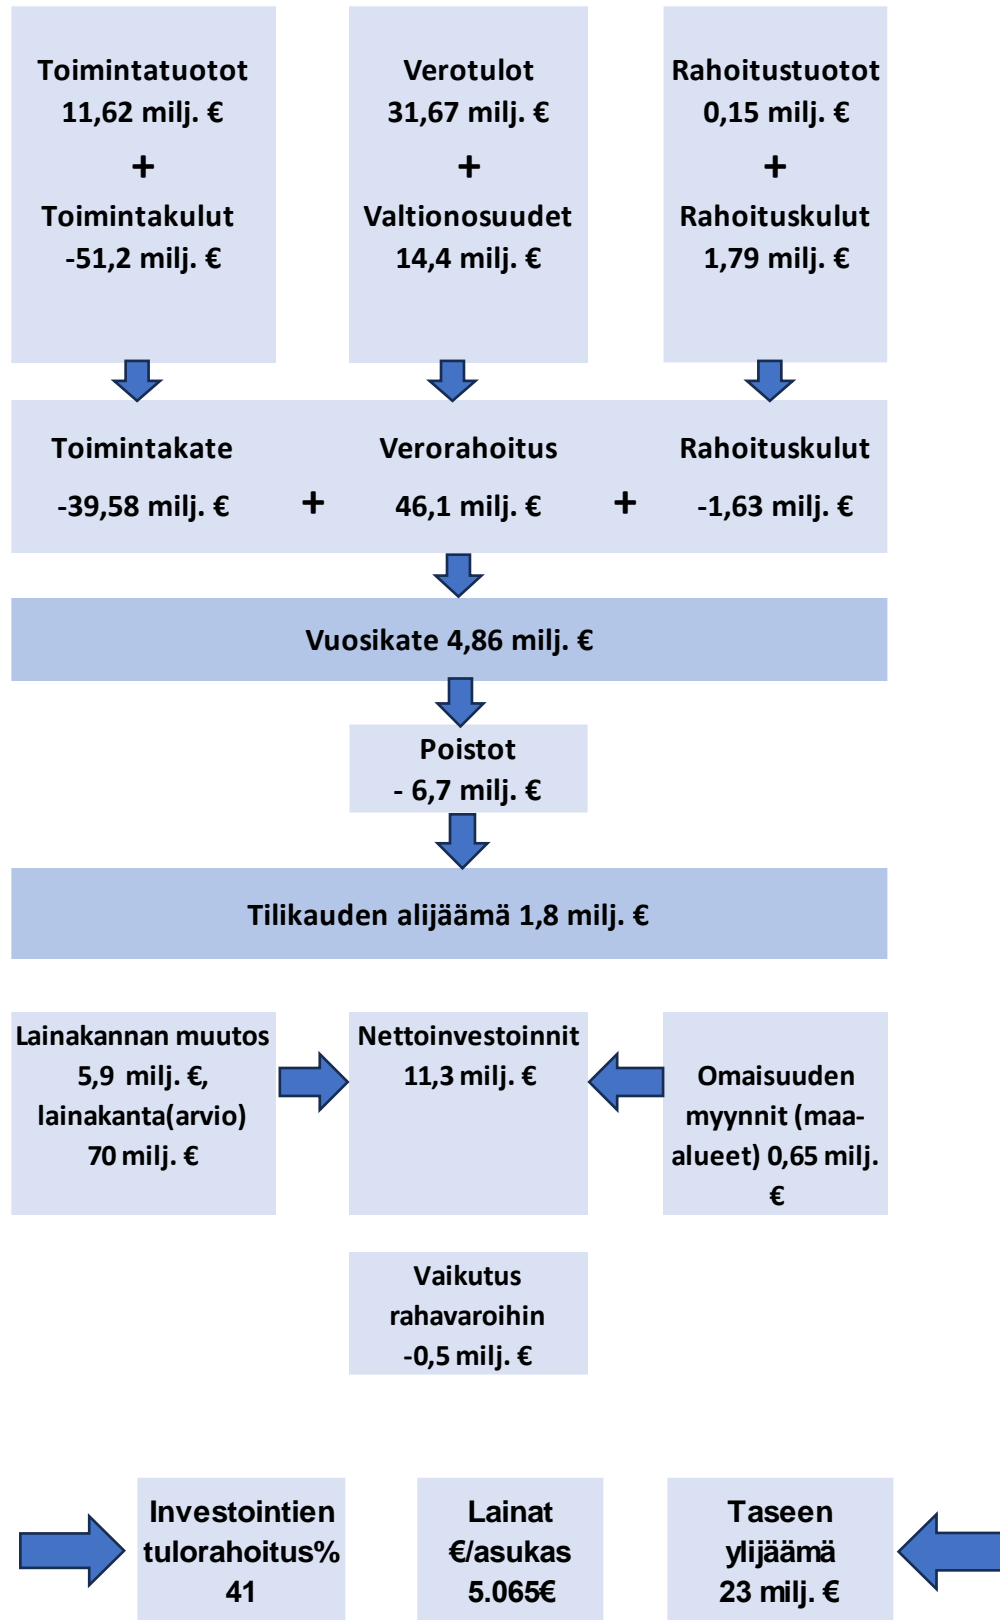 Toimintatuotot
11,62 milj. €
+
Toimintakulut
-51,2 milj. €
Verotulot
31,67 milj. €
+
Valtionosuudet
14,4 milj. €
Rahoitustuotot
0,15 milj. €
+
Rahoituskulut
1,79 milj. €
Toimintakate
-39,58 milj. €
+
Verorahoitus
46,1 milj. €
+
Rahoituskulut
-1,63 milj. €
Vuosikate 4,86 milj. €
Poistot
- 6,7 milj. €
Tilikauden alijäämä 1,8 milj. €
Lainakannan muutos
5,9 milj. €,
lainakanta(arvio)
70 milj. €
Nettoinvestoinnit
11,3 milj. €
Omaisuuden
myynnit (maa-
alueet) 0,65 milj.
€
Vaikutus
rahavaroihin
-0,5 milj. €
Investointien
tulorahoitus%
41
Lainat
€/asukas
5.065€
Taseen
ylijäämä
23 milj. €